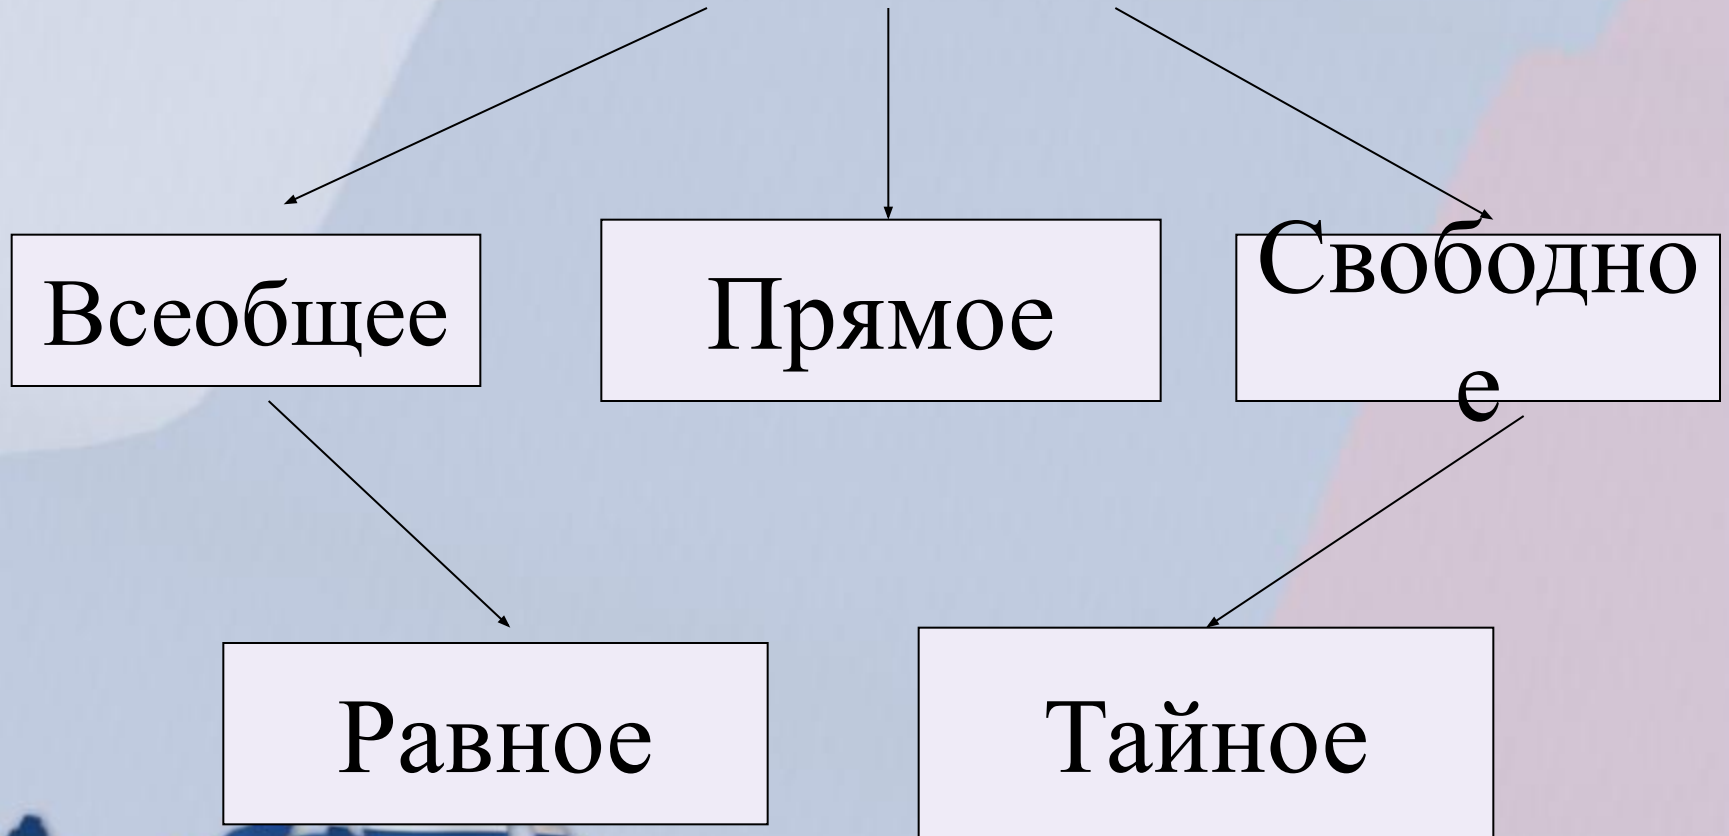 Всеобщее
Прямое
Свободно
е
Равное
Тайное